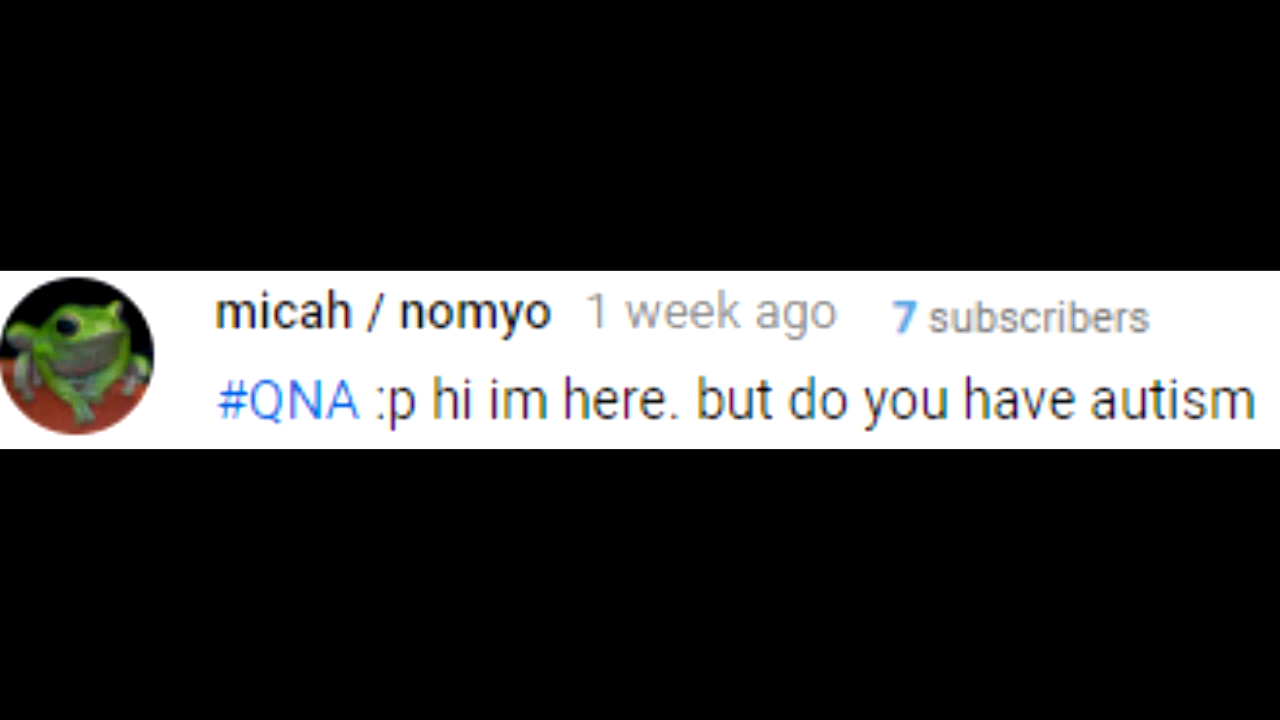 micah / nomyo 1 week ago 7 subscribers
#QNA :p hi im here. but do you have autism